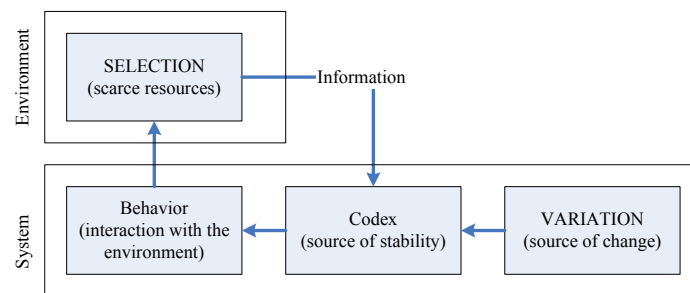 Environment
SELECTION
(scarce resources)
Information
System
Behavior
(interaction with the
environment)
Codex
(source of stability)
VARIATION
(source of change)